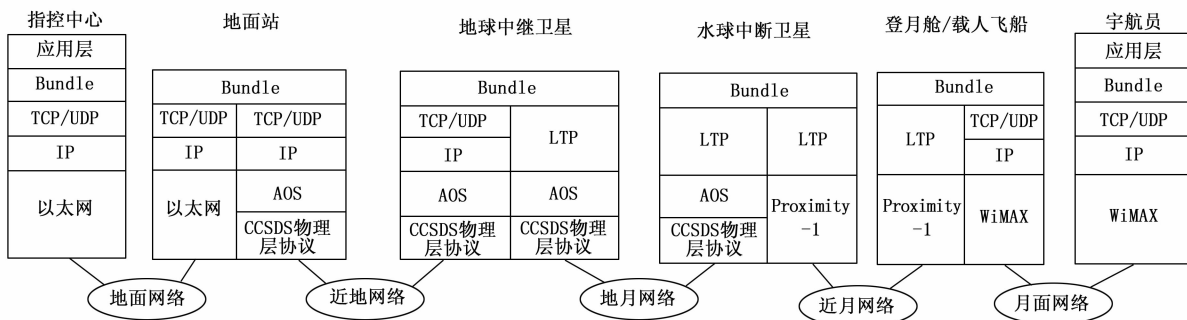 指控中心
应用层
Bundle
TCP/UDP
IP
以太网
地面站
Bundle
TCP/UDP
TCP/UDP
IP
IP
以太网
AOS
CCSDS物理
层协议
地球中继卫星
Bundle
TCP/UDP
LTP
IP
AOS
AOS
CCSDS物理
层协议
CCSDS物理
层协议
水球中断卫星
Bundle
LTP
LTP
AOS
Proximity
-1
CCSDS物理
层协议
登月舱/载人飞船
Bundle
LTP
TCP/UDP
IP
Proximity
-1
WiMAX
宇航员
应用层
Bundle
TCP/UDP
IP
WiMAX
地面网络
近地网络
地月网络
近月网络
月面网络